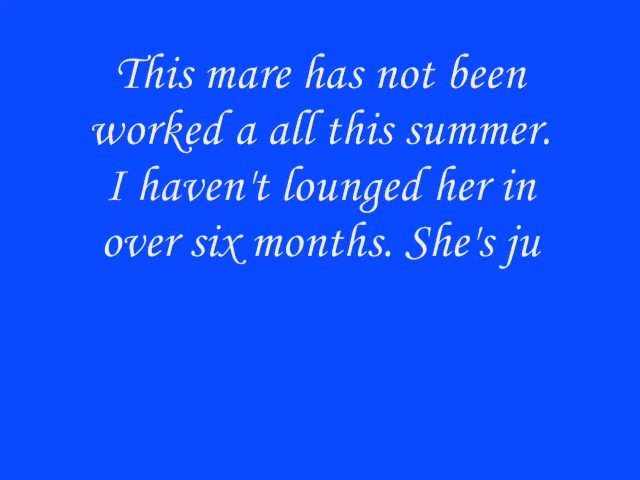 This mare has not been
worked a all this summer.
I haven't lounged her in
over six months. She's ju